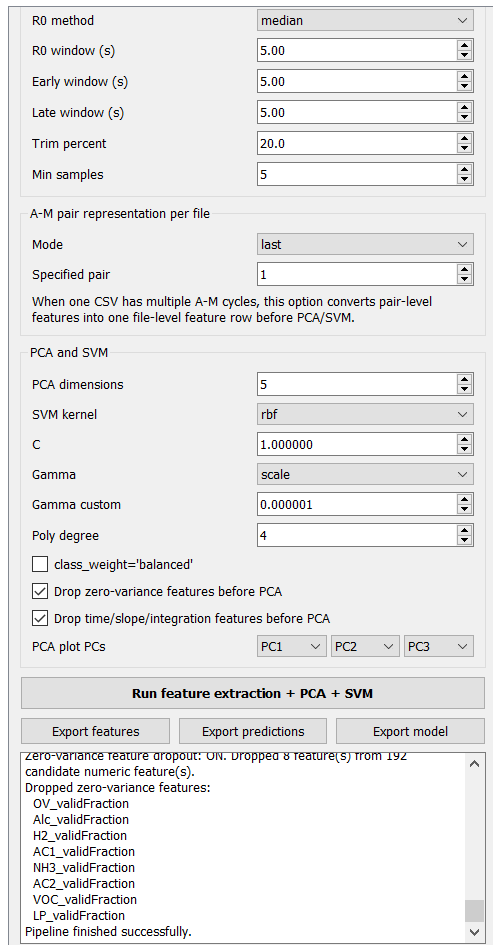 R0 method median
R0 window (s) 5.00
Early window (s) 5.00
Late window (s) 5.00
Trim percent 20.0
Min samples 5
A-M pair representation per file
Mode last
Specified pair 1
When one CSV has multiple A-M cycles, this option converts pair-level
features into one file-level feature row before PCA/SVM.
PCA and SVM
PCA dimensions 5
SVM kernel rbf
C 1.000000
Gamma scale
Gamma custom 0.000001
Poly degree 4
class_weight='balanced'
Drop zero-variance features before PCA
Drop time/slope/integration features before PCA
PCA plot PCs PC1 PC2 PC3
Run feature extraction + PCA + SVM
Export features Export predictions Export model
Zero-variance feature dropout: ON. Dropped 8 feature(s) from 192
candidate numeric feature(s).
Dropped zero-variance features:
OV_validFraction
Alc_validFraction
H2_validFraction
AC1_validFraction
NH3_validFraction
AC2_validFraction
VOC_validFraction
LP_validFraction
Pipeline finished successfully.